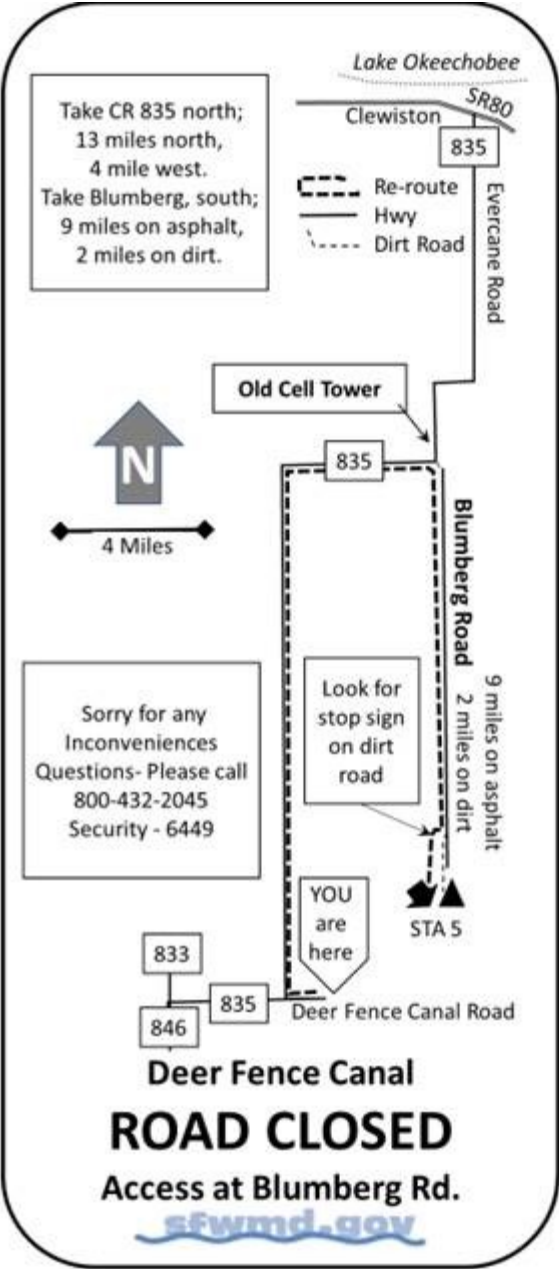 Lake Okeechobee
SR80
Clewiston
835
Take CR 835 north;
13 miles north,
4 mile west.
Take Blumberg, south;
9 miles on asphalt,
2 miles on dirt.
Re-route
Hwy
Dirt Road
Evercane Road
Old Cell Tower
N
4 Miles
835
Blumberg Road
9 miles on asphalt
2 miles on dirt
Look for
stop sign
on dirt
road
Sorry for any
Inconveniences
Questions- Please call
800-432-2045
Security - 6449
YOU
are
here
STA 5
833
835
846
Deer Fence Canal Road
Deer Fence Canal
ROAD CLOSED
Access at Blumberg Rd.
sfwmd.gov